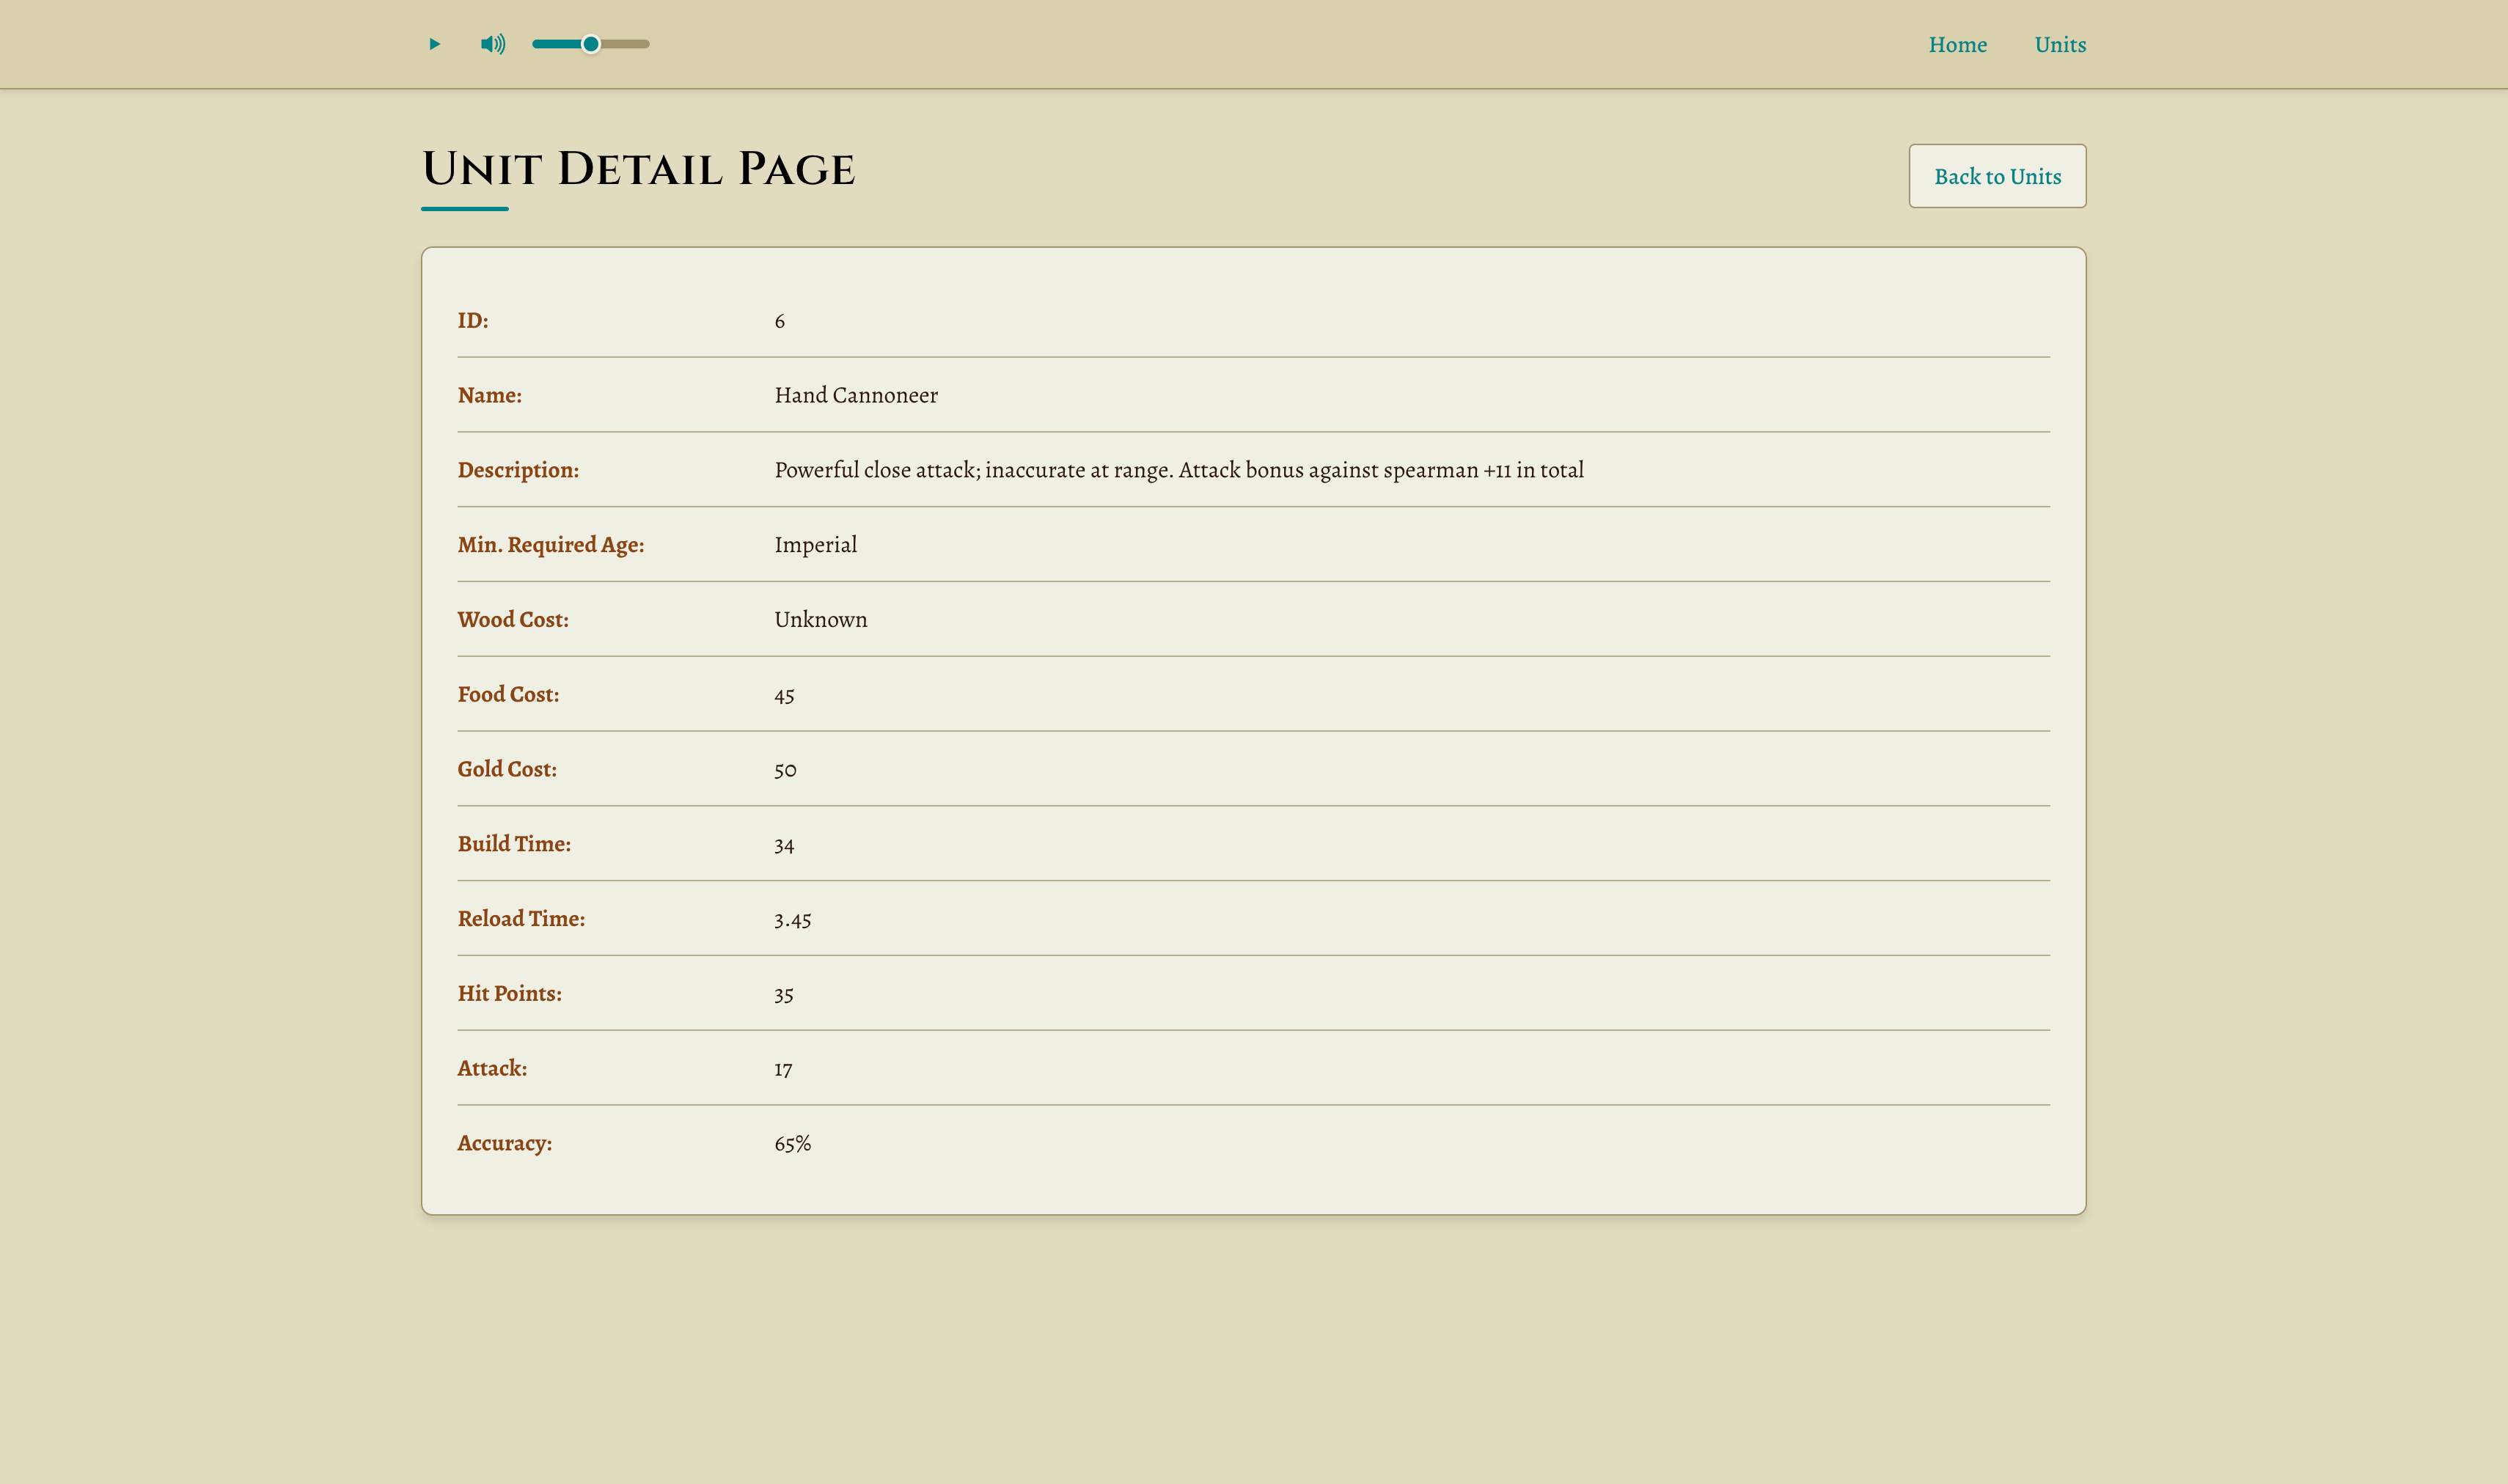 Home Units
Unit Detail Page
Back to Units
ID: 6
Name: Hand Cannoneer
Description: Powerful close attack; inaccurate at range. Attack bonus against spearman +11 in total
Min. Required Age: Imperial
Wood Cost: Unknown
Food Cost: 45
Gold Cost: 50
Build Time: 34
Reload Time: 3.45
Hit Points: 35
Attack: 17
Accuracy: 65%